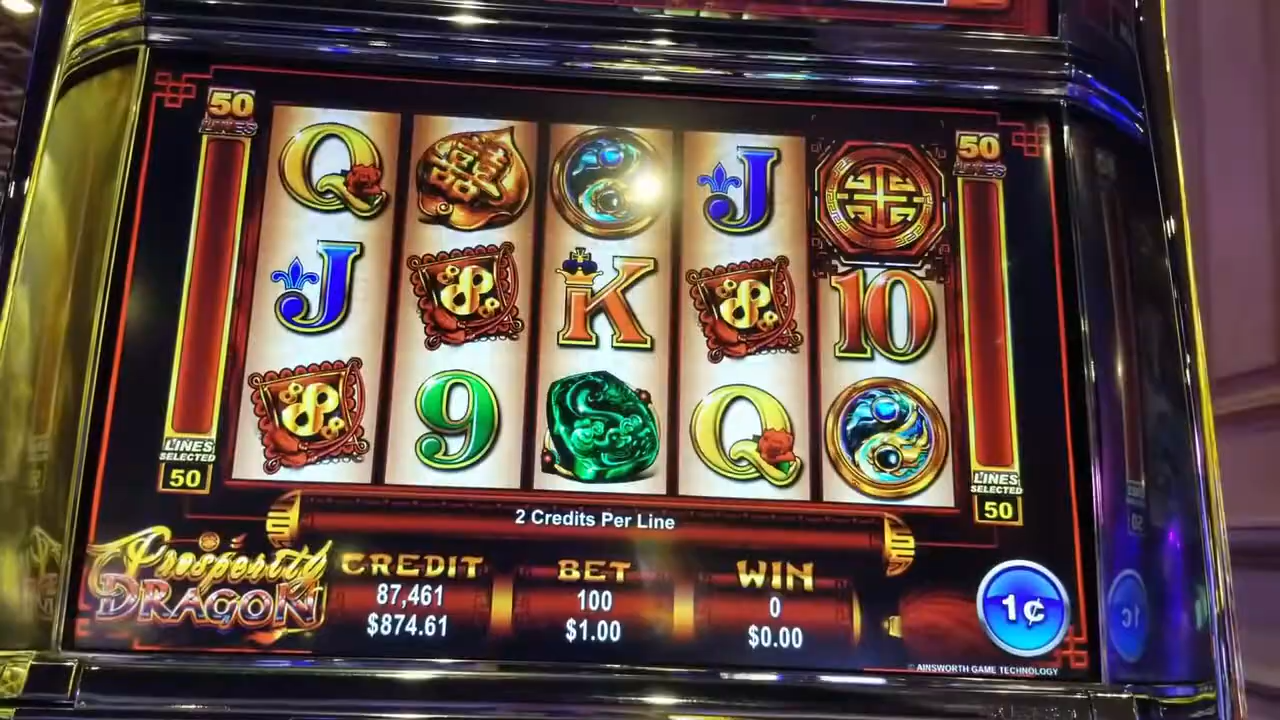 50
LINES
50
LINES
Q
囍
J
J
K
10
9
Q
LINES
SELECTED
50
LINES
SELECTED
50
2 Credits Per Line
Prosperity
DRAGON
CREDIT
87,461
$874.61
BET
100
$1.00
WIN
0
$0.00
1¢
AINSWORTH GAME TECHNOLOGY